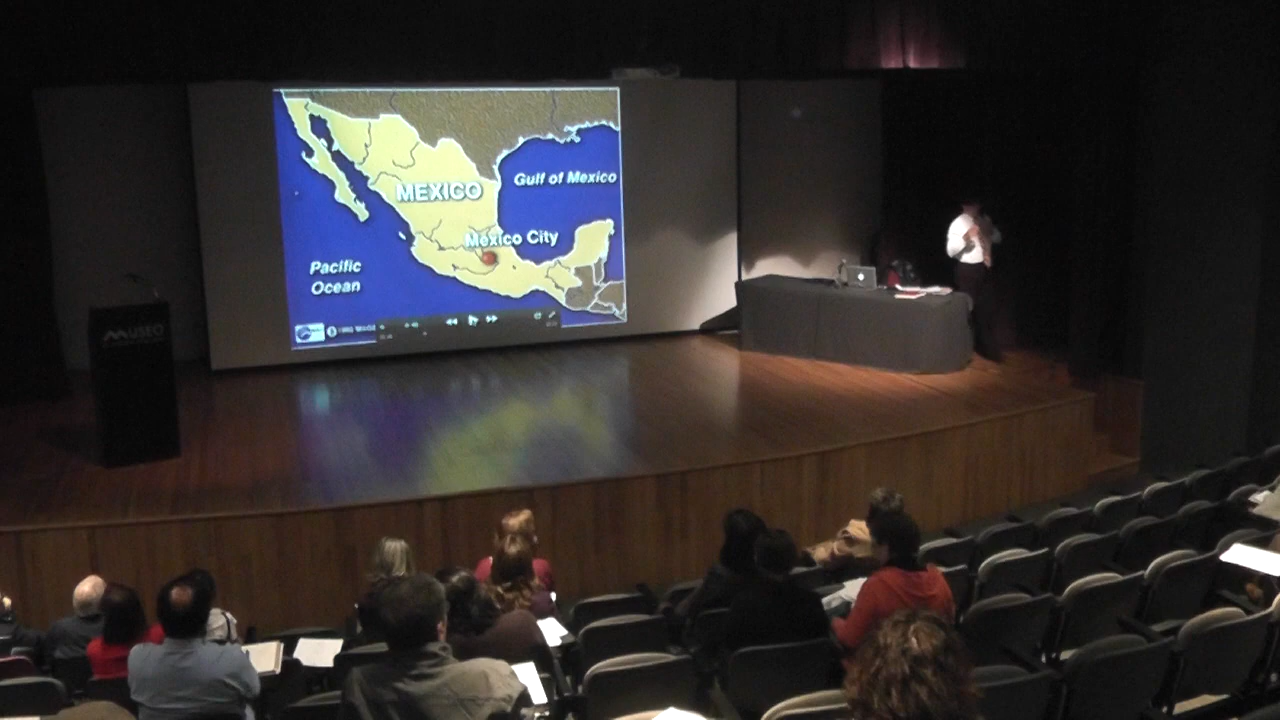 MEXICO
Gulf of Mexico
Mexico City
Pacific
Ocean
MUSEO